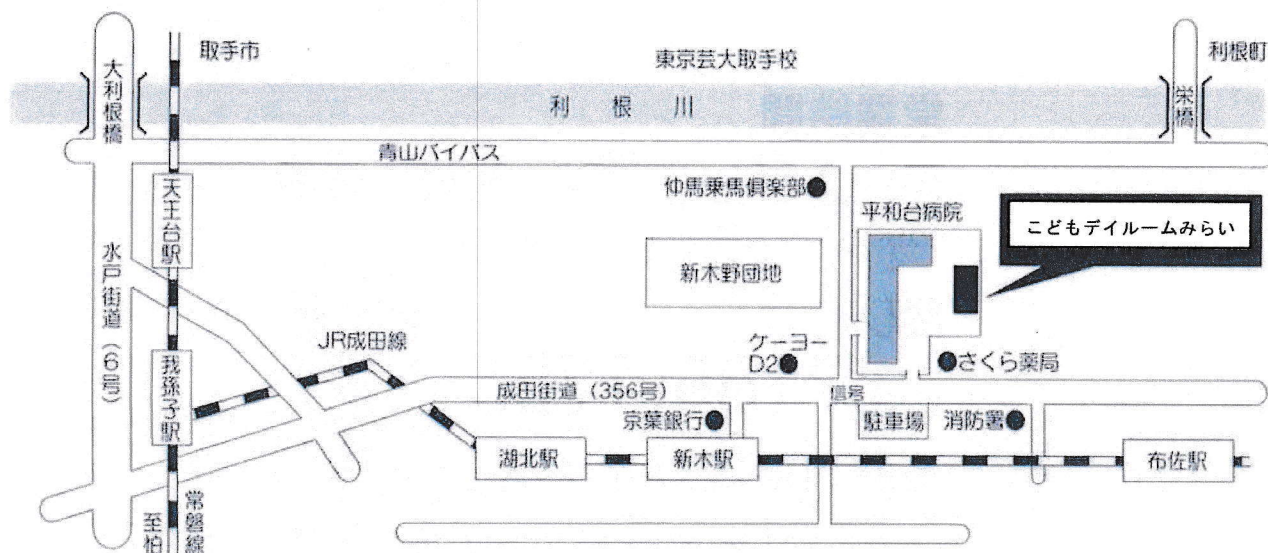 取手市
東京芸大取手校
利根町
大利根橋
利根川
栄橋
青山バイパス
天王台駅
仲馬乗馬倶楽部
平和台病院
こどもデイルームみらい
水戸街道（6号）
新木野団地
JR成田線
ケーヨー
D2
さくら薬局
我孫子駅
成田街道（356号）
信号
京葉銀行
駐車場
消防署
湖北駅
新木駅
布佐駅
常磐線
至柏